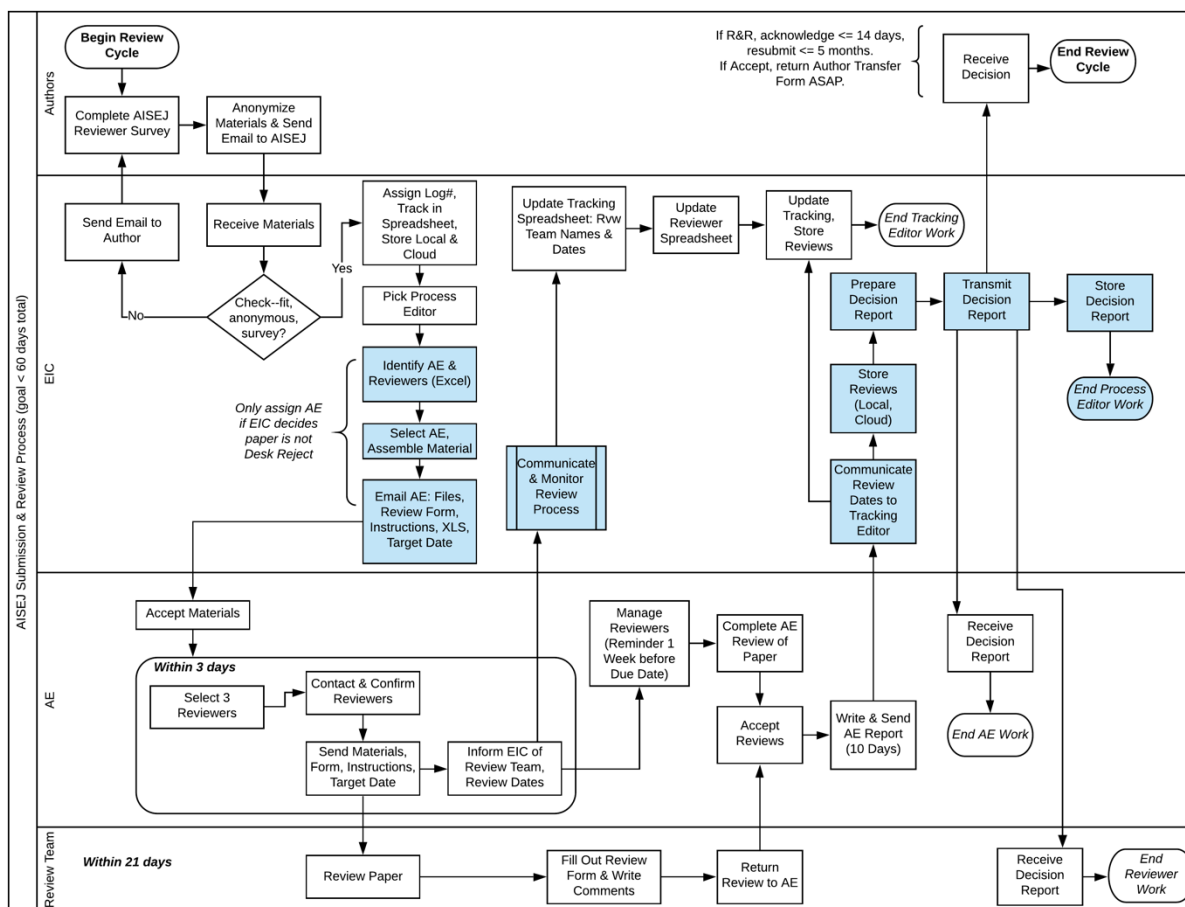 AISEJ Submission & Review Process (goal < 60 days total)
Authors
Begin Review
Cycle
Complete AISEJ
Reviewer Survey
Anonymize
Materials & Send
Email to AISEJ
If R&R, acknowledge <= 14 days,
resubmit <= 5 months.
If Accept, return Author Transfer
Form ASAP.
Receive
Decision
End Review
Cycle
EIC
Send Email to
Author
Receive Materials
Check--fit,
anonymous,
survey?
No
Yes
Assign Log#,
Track in
Spreadsheet,
Store Local &
Cloud
Pick Process
Editor
Identify AE &
Reviewers (Excel)
Select AE,
Assemble Material
Email AE: Files,
Review Form,
Instructions, XLS,
Target Date
Only assign AE
if EIC decides
paper is not
Desk Reject
Update Tracking
Spreadsheet: Rvw
Team Names &
Dates
Update
Reviewer
Spreadsheet
Update
Tracking,
Store
Reviews
End Tracking
Editor Work
Communicate
& Monitor
Review
Process
Prepare
Decision
Report
Transmit
Decision
Report
Store
Decision
Report
End Process
Editor Work
Store
Reviews
(Local,
Cloud)
Communicate
Review
Dates to
Tracking
Editor
AE
Accept Materials
Within 3 days
Select 3
Reviewers
Contact & Confirm
Reviewers
Send Materials,
Form, Instructions,
Target Date
Inform EIC of
Review Team,
Review Dates
Manage
Reviewers
(Reminder 1
Week before
Due Date)
Complete AE
Review of
Paper
Accept
Reviews
Write & Send
AE Report
(10 Days)
Receive
Decision
Report
End AE Work
Review Team
Within 21 days
Review Paper
Fill Out Review
Form & Write
Comments
Return
Review to AE
Receive
Decision
Report
End
Reviewer
Work